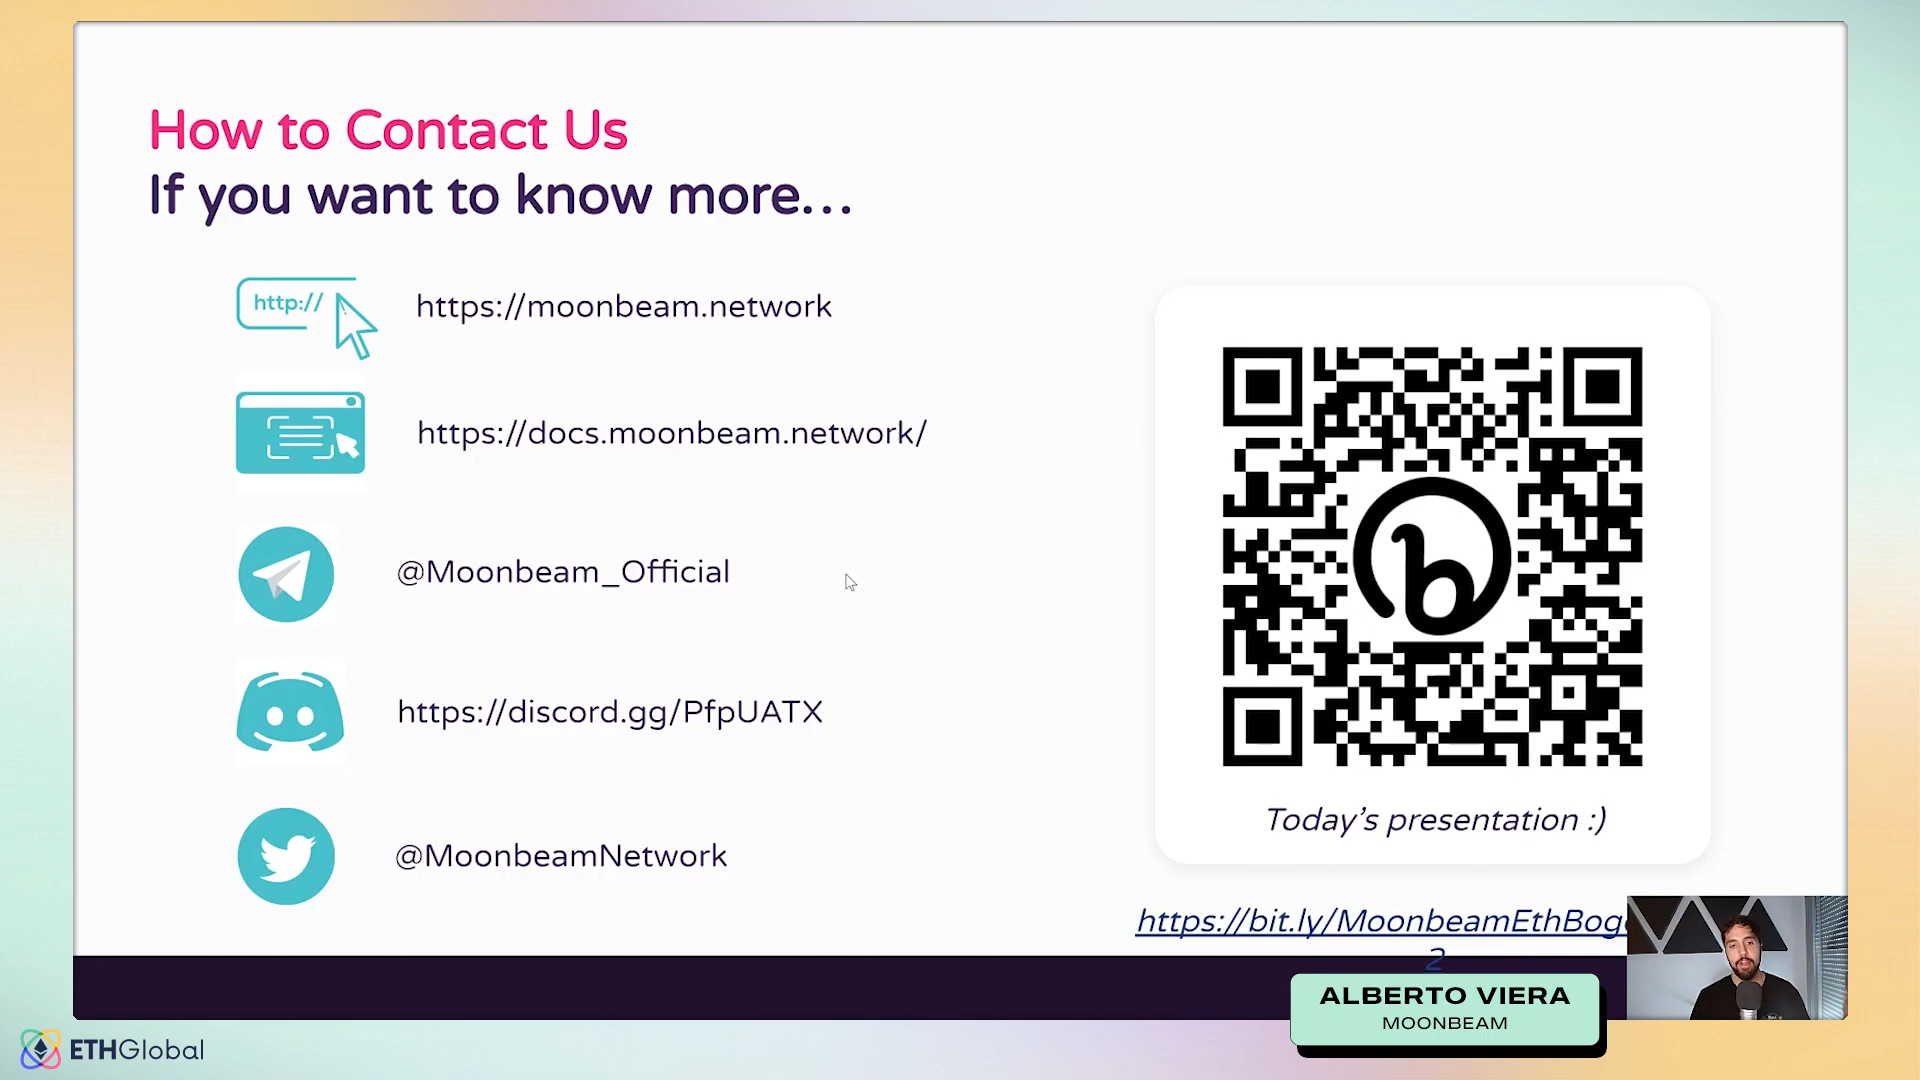 How to Contact Us
If you want to know more...
http://
https://moonbeam.network
https://docs.moonbeam.network/
@Moonbeam_Official
https://discord.gg/PfpUATX
@MoonbeamNetwork
b
Today's presentation :)
https://bit.ly/MoonbeamEthBog
2
ALBERTO VIERA
MOONBEAM
ETHGlobal